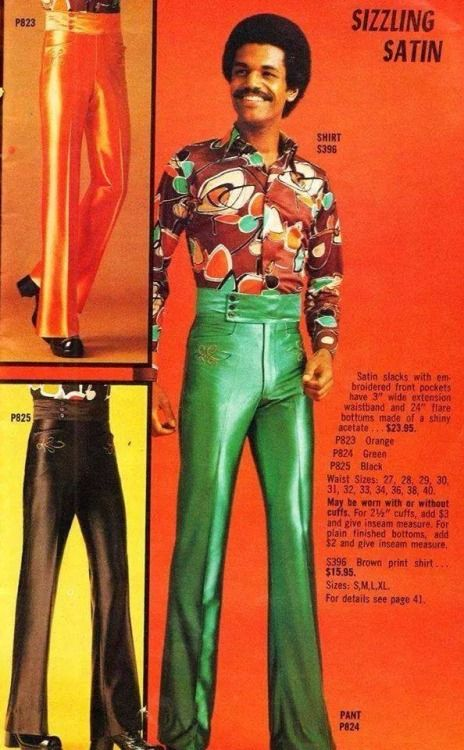 P823
SIZZLING
SATIN
SHIRT
S396
P825
Satin slacks with em-
broidered front pockets
have 3" wide extension
waistband and 24" flare
bottoms made of a shiny
acetate ... $23.95.
P823 Orange
P824 Green
P825 Black
Waist Sizes: 27, 28, 29, 30,
31, 32, 33, 34, 36, 38, 40.
May be worn with or without
cuffs. For 2½" cuffs, add $3
and give inseam measure. For
plain finished bottoms, add
$2 and give inseam measure.
S396 Brown print shirt...
$15.95.
Sizes: S,M,L,XL.
For details see page 41.
PANT
P824